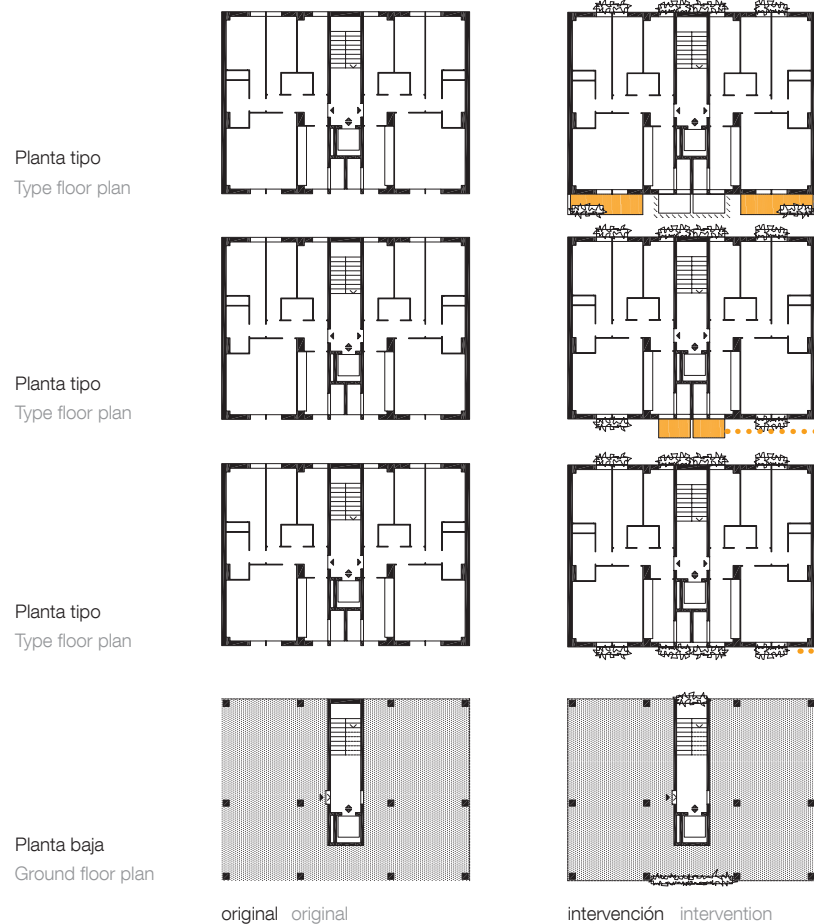 Planta tipo
Type floor plan
Planta tipo
Type floor plan
Planta tipo
Type floor plan
Planta baja
Ground floor plan
original original
intervención intervention